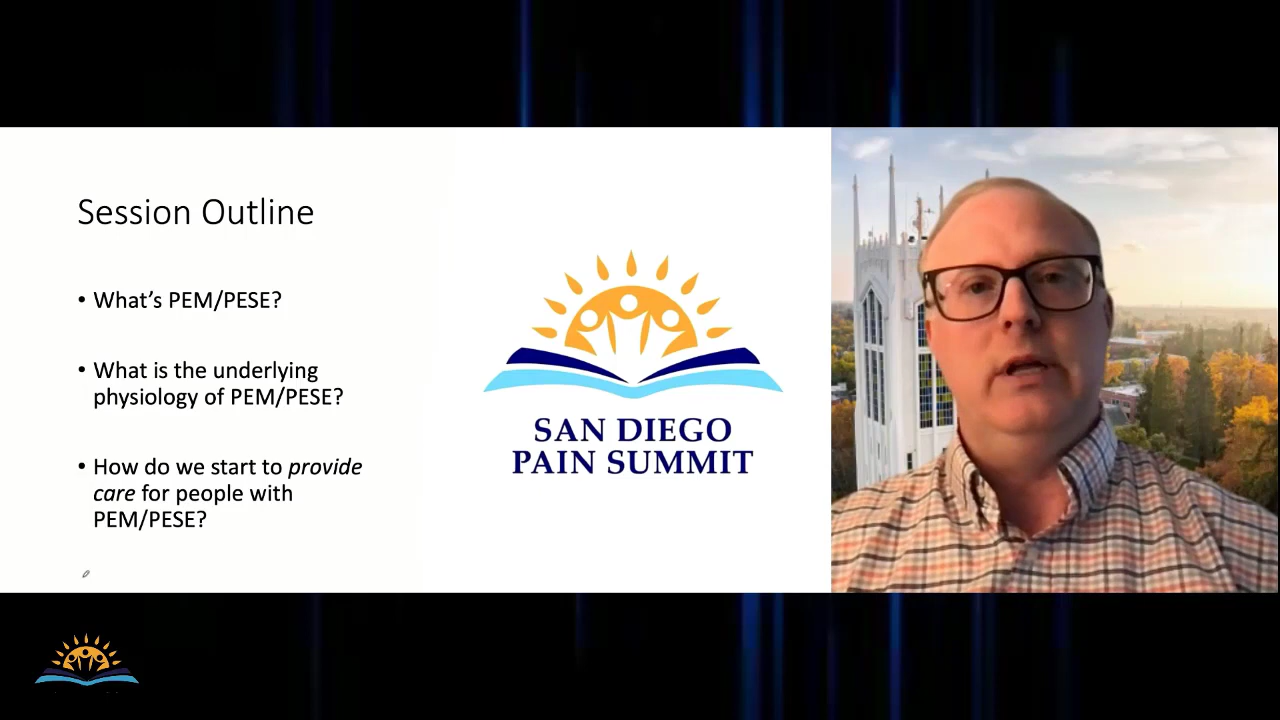 Session Outline
• What's PEM/PESE?
• What is the underlying
physiology of PEM/PESE?
• How do we start to provide
care for people with
PEM/PESE?
SAN DIEGO
PAIN SUMMIT